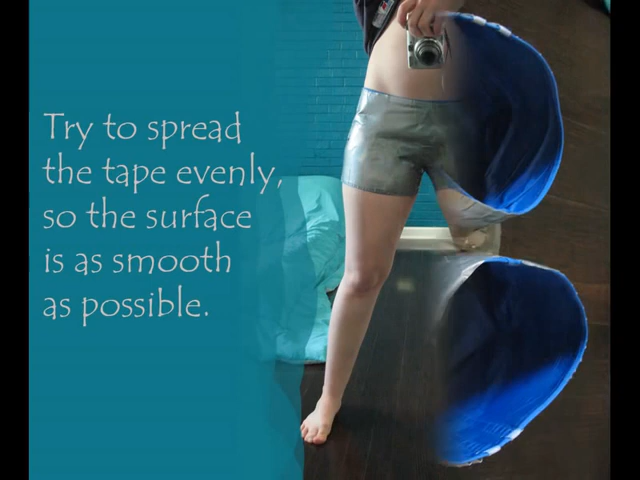 Try to spread
the tape evenly,
so the surface
is as smooth
as possible.